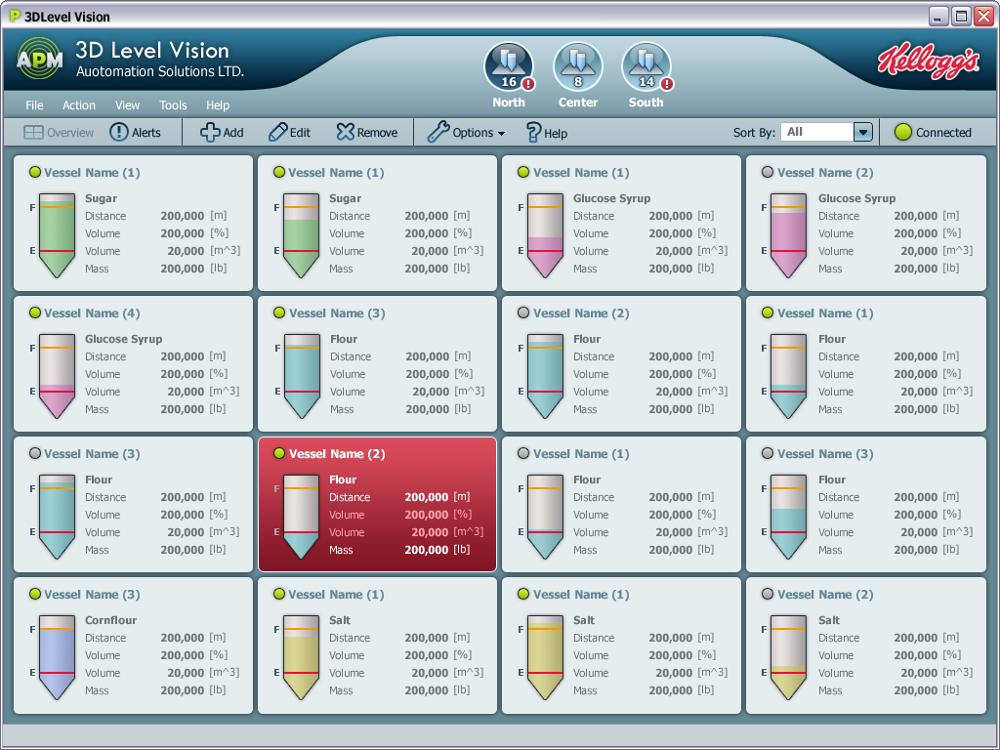 P 3DLevel Vision
APM
3D Level Vision
Auotomation Solutions LTD.
16 8 14
North Center South
Kellogg's
File Action View Tools Help
Overview Alerts Add Edit Remove Options Help Sort By: All Connected
Vessel Name (1)
Sugar
F
Distance 200,000 [m]
Volume 200,000 [%]
E Volume 20,000 [m^3]
Mass 200,000 [lb]
Vessel Name (1)
Sugar
F
Distance 200,000 [m]
Volume 200,000 [%]
E Volume 20,000 [m^3]
Mass 200,000 [lb]
Vessel Name (1)
Glucose Syrup
F
Distance 200,000 [m]
Volume 200,000 [%]
E Volume 20,000 [m^3]
Mass 200,000 [lb]
Vessel Name (2)
Glucose Syrup
F
Distance 200,000 [m]
Volume 200,000 [%]
E Volume 20,000 [m^3]
Mass 200,000 [lb]
Vessel Name (4)
Glucose Syrup
F
Distance 200,000 [m]
Volume 200,000 [%]
E Volume 20,000 [m^3]
Mass 200,000 [lb]
Vessel Name (3)
Flour
F
Distance 200,000 [m]
Volume 200,000 [%]
E Volume 20,000 [m^3]
Mass 200,000 [lb]
Vessel Name (2)
Flour
F
Distance 200,000 [m]
Volume 200,000 [%]
E Volume 20,000 [m^3]
Mass 200,000 [lb]
Vessel Name (1)
Flour
F
Distance 200,000 [m]
Volume 200,000 [%]
E Volume 20,000 [m^3]
Mass 200,000 [lb]
Vessel Name (3)
Flour
F
Distance 200,000 [m]
Volume 200,000 [%]
E Volume 20,000 [m^3]
Mass 200,000 [lb]
Vessel Name (2)
Flour
F
Distance 200,000 [m]
Volume 200,000 [%]
E Volume 20,000 [m^3]
Mass 200,000 [lb]
Vessel Name (1)
Flour
F
Distance 200,000 [m]
Volume 200,000 [%]
E Volume 20,000 [m^3]
Mass 200,000 [lb]
Vessel Name (3)
Flour
F
Distance 200,000 [m]
Volume 200,000 [%]
E Volume 20,000 [m^3]
Mass 200,000 [lb]
Vessel Name (3)
Cornflour
F
Distance 200,000 [m]
Volume 200,000 [%]
E Volume 20,000 [m^3]
Mass 200,000 [lb]
Vessel Name (1)
Salt
F
Distance 200,000 [m]
Volume 200,000 [%]
E Volume 20,000 [m^3]
Mass 200,000 [lb]
Vessel Name (1)
Salt
F
Distance 200,000 [m]
Volume 200,000 [%]
E Volume 20,000 [m^3]
Mass 200,000 [lb]
Vessel Name (2)
Salt
F
Distance 200,000 [m]
Volume 200,000 [%]
E Volume 20,000 [m^3]
Mass 200,000 [lb]